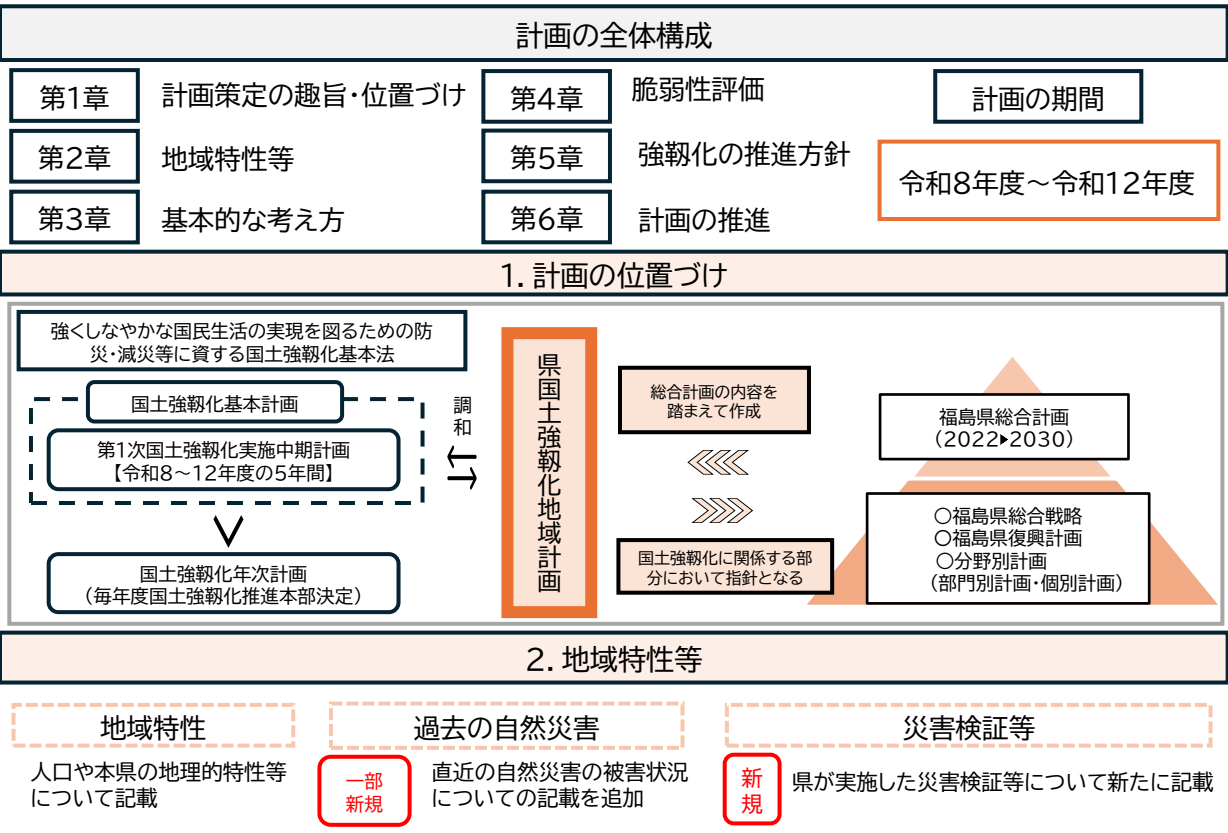 計画の全体構成
第1章
計画策定の趣旨・位置づけ
第2章
地域特性等
第3章
基本的な考え方
第4章
脆弱性評価
第5章
強靱化の推進方針
第6章
計画の推進
計画の期間
令和8年度～令和12年度
1．計画の位置づけ
強くしなやかな国民生活の実現を図るための防
災・減災等に資する国土強靱化基本法
国土強靱化基本計画
第1次国土強靱化実施中期計画
【令和8～12年度の5年間】
国土強靱化年次計画
（毎年度国土強靱化推進本部決定）
調和
県国土強靱化地域計画
総合計画の内容を
踏まえて作成
国土強靱化に関係する部
分において指針となる
福島県総合計画
（2022▶2030）
○福島県総合戦略
○福島県復興計画
○分野別計画
（部門別計画・個別計画）
2．地域特性等
地域特性
人口や本県の地理的特性等
について記載
過去の自然災害
一部
新規
直近の自然災害の被害状況
についての記載を追加
災害検証等
新
規
県が実施した災害検証等について新たに記載